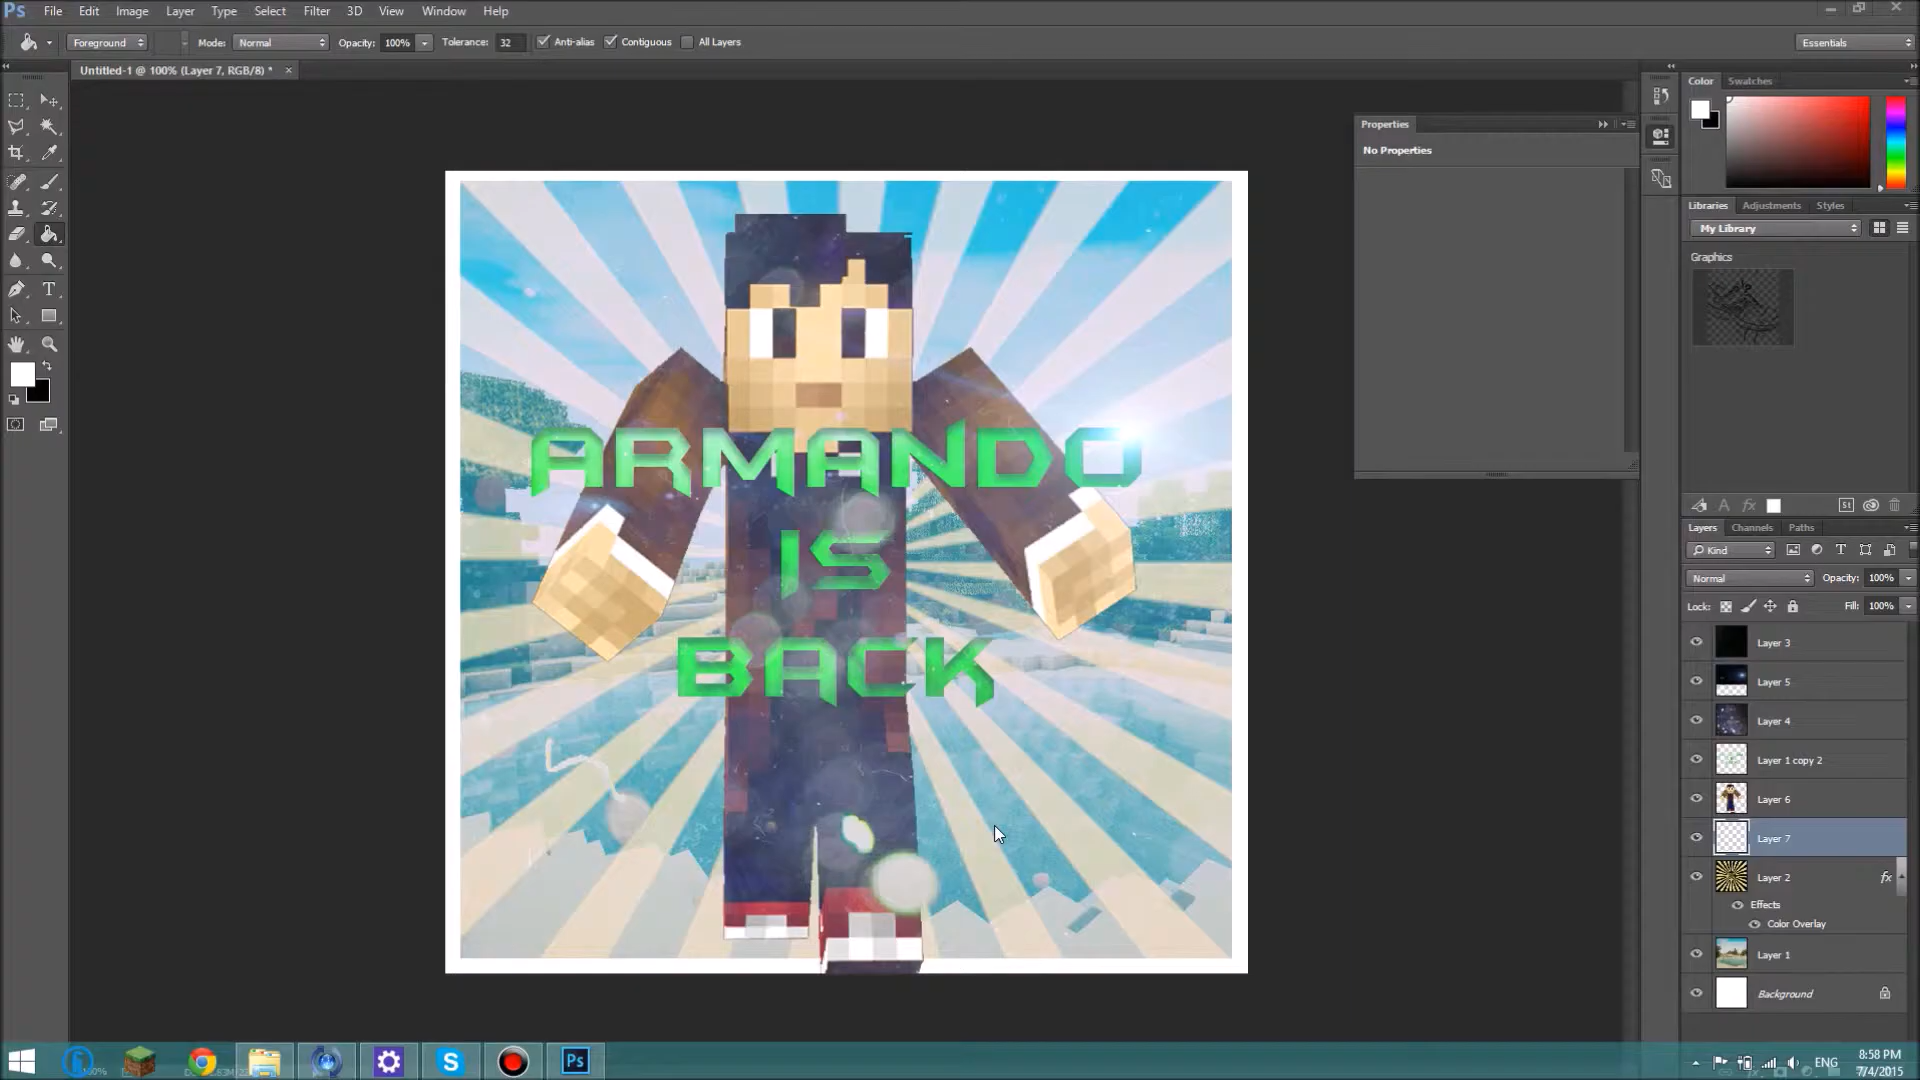 Ps File Edit Image Layer Type Select Filter 3D View Window Help
Foreground Mode: Normal Opacity: 100% Tolerance: 32 Anti-alias Contiguous All Layers Essentials
Untitled-1 @ 100% (Layer 7, RGB/8) *
Color Swatches
Properties
No Properties
Libraries Adjustments Styles
My Library
Graphics
ARMANDO
IS
BACK
Layers Channels Paths
Kind
Normal Opacity: 100%
Lock: Fill: 100%
Layer 3
Layer 5
Layer 4
Layer 1 copy 2
Layer 6
Layer 7
Layer 2 fx
Effects
Color Overlay
Layer 1
Background
Ps
ENG
8:58 PM
7/4/2015